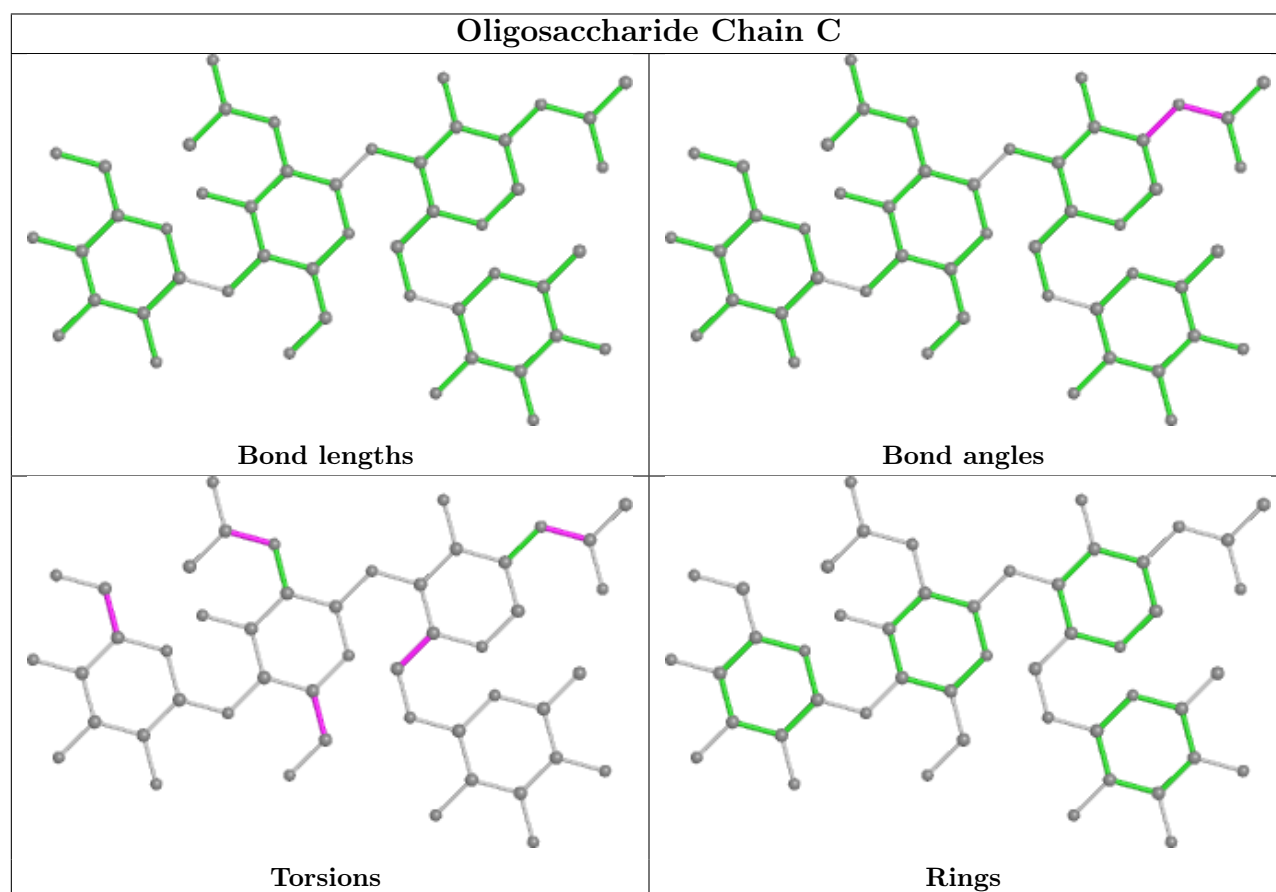 Oligosaccharide Chain C
Bond lengths
Bond angles
Torsions
Rings